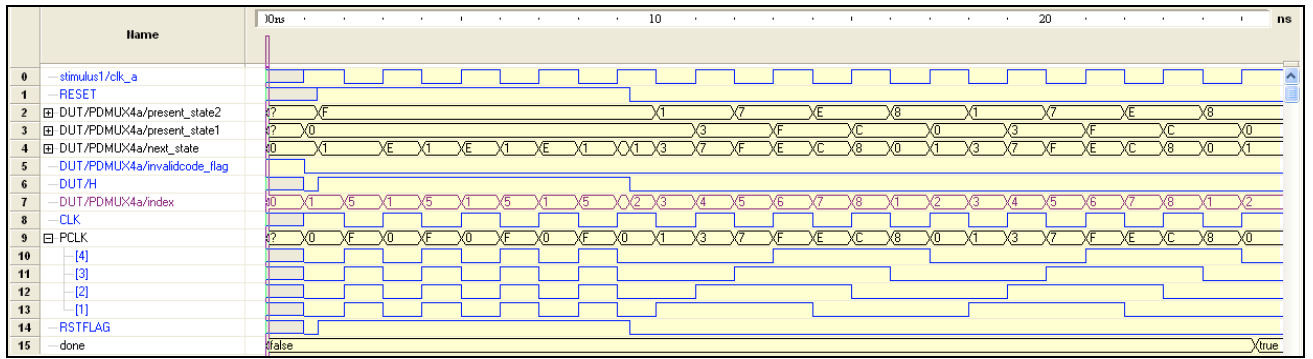 Name
00ns 10 20 ns
0 stimulus1/clk_a
1 RESET
2 DUT/PDMUX4a/present_state2 ? F 1 7 E 8 1 7 E 8
3 DUT/PDMUX4a/present_state1 ? 0 3 F C 0 3 F C 0
4 DUT/PDMUX4a/next_state 0 1 E 1 E 1 E 1 1 3 7 F E C 8 0 1 3 7 F E C 8 0 1
5 DUT/PDMUX4a/invalidcode_flag
6 DUT/H
7 DUT/PDMUX4a/index 0 1 5 1 5 1 5 1 5 2 3 4 5 6 7 8 1 2 3 4 5 6 7 8 1 2
8 CLK
9 PCLK ? 0 F 0 F 0 F 0 F 0 1 3 7 F E C 8 0 1 3 7 F E C 8 0
10 [4]
11 [3]
12 [2]
13 [1]
14 RSTFLAG
15 done false true